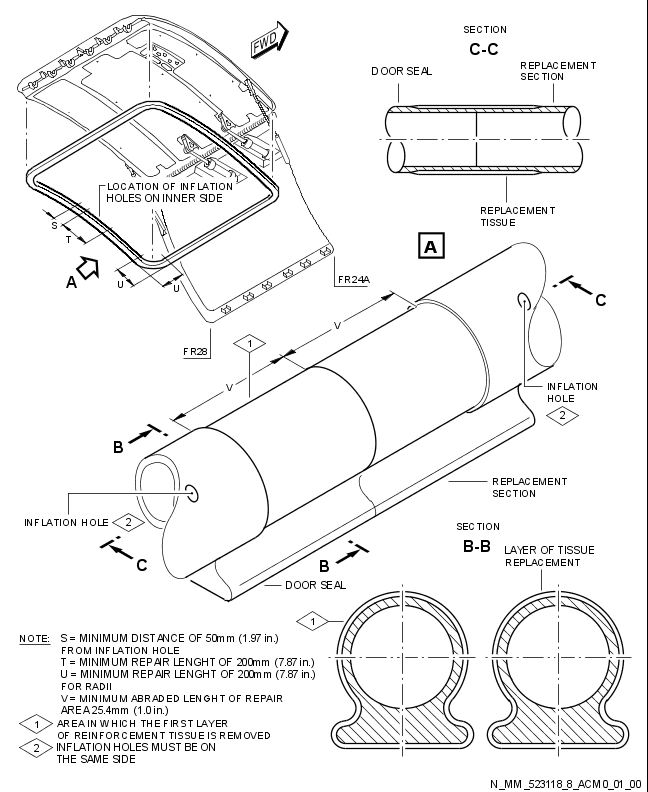 FWD
LOCATION OF INFLATION
HOLES ON INNER SIDE
S
T
A
U
U
FR24A
FR28
SECTION
C-C
DOOR SEAL
REPLACEMENT
SECTION
REPLACEMENT
TISSUE
A
V
V
1
C
INFLATION
HOLE
2
B
INFLATION HOLE
2
C
B
REPLACEMENT
SECTION
DOOR SEAL
SECTION
B-B
LAYER OF TISSUE
REPLACEMENT
1
NOTE:
S = MINIMUM DISTANCE OF 50mm (1.97 in.)
FROM INFLATION HOLE
T = MINIMUM REPAIR LENGHT OF 200mm (7.87 in.)
U = MINIMUM REPAIR LENGHT OF 200mm (7.87 in.)
FOR RADII
V = MINIMUM ABRADED LENGHT OF REPAIR
AREA 25.4mm (1.0 in.)
1 AREA IN WHICH THE FIRST LAYER
OF REINFORCEMENT TISSUE IS REMOVED
2 INFLATION HOLES MUST BE ON
THE SAME SIDE
N_MM_523118_8_ACM0_01_00